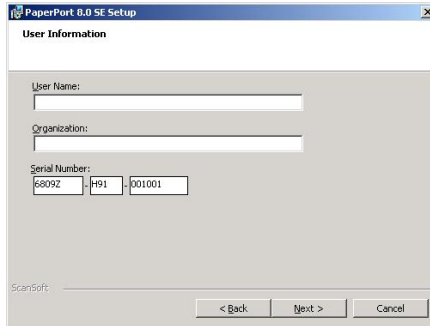 PaperPort 8.0 SE Setup
User Information
User Name:
Organization:
Serial Number:
6809Z - H91 - 001001
ScanSoft
< Back Next > Cancel